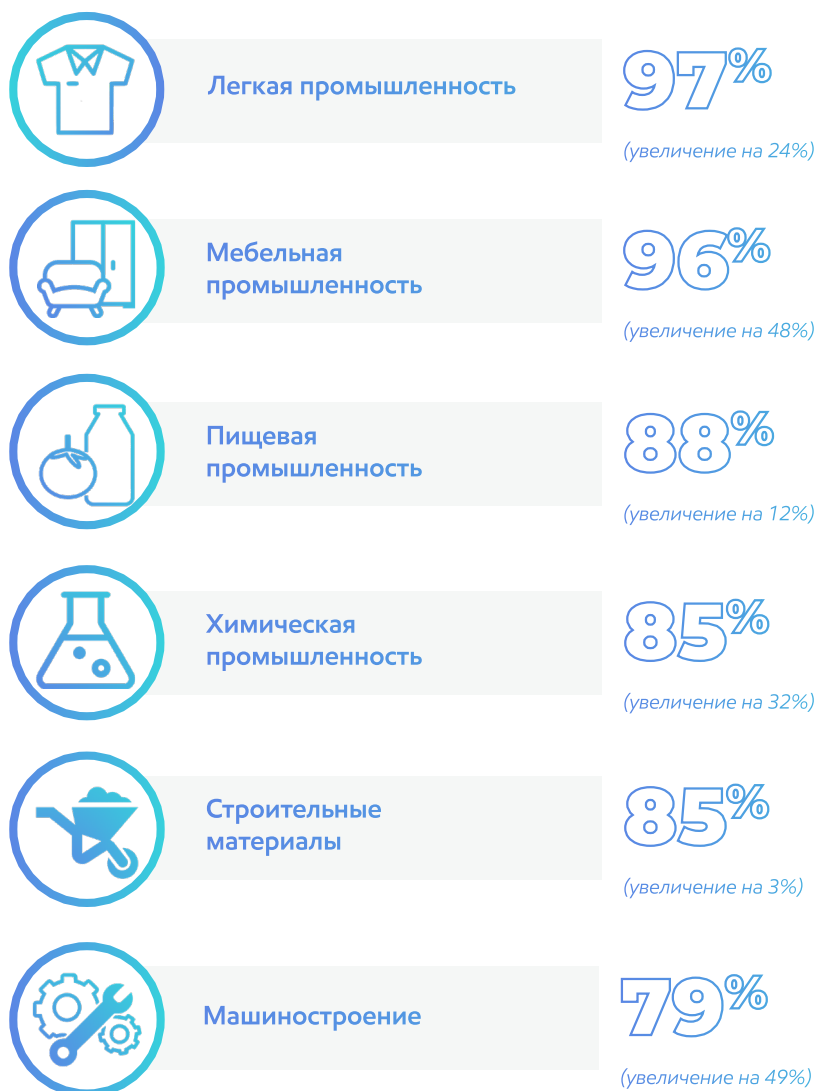 Легкая промышленность
97%
(увеличение на 24%)
Мебельная
промышленность
96%
(увеличение на 48%)
Пищевая
промышленность
88%
(увеличение на 12%)
Химическая
промышленность
85%
(увеличение на 32%)
Строительные
материалы
85%
(увеличение на 3%)
Машиностроение
79%
(увеличение на 49%)